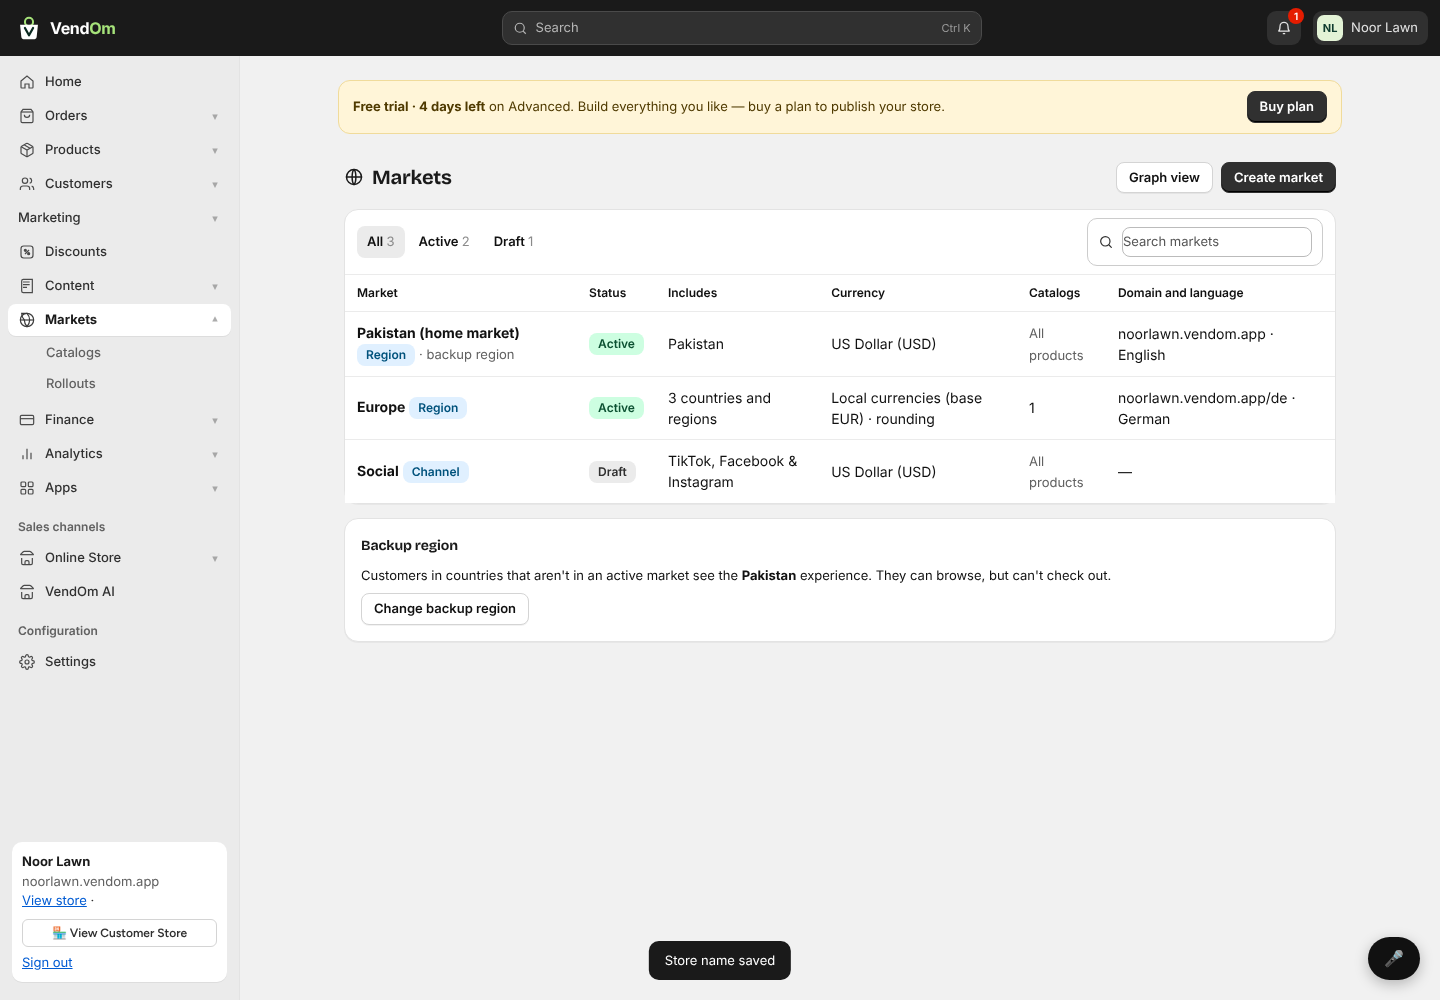 VendOm
Search
Ctrl K
1
NL
Noor Lawn
Home
Orders
Products
Customers
Marketing
Discounts
Content
Markets
Catalogs
Rollouts
Finance
Analytics
Apps
Sales channels
Online Store
VendOm AI
Configuration
Settings
Noor Lawn
noorlawn.vendom.app
View store ·
View Customer Store
Sign out
Free trial · 4 days left on Advanced. Build everything you like — buy a plan to publish your store.
Buy plan
Markets
Graph view
Create market
All 3
Active 2
Draft 1
Search markets
Market Status Includes Currency Catalogs Domain and language
Pakistan (home market)
Region · backup region
Active
Pakistan
US Dollar (USD)
All
products
noorlawn.vendom.app ·
English
Europe Region
Active
3 countries and
regions
Local currencies (base
EUR) · rounding
1
noorlawn.vendom.app/de ·
German
Social Channel
Draft
TikTok, Facebook &
Instagram
US Dollar (USD)
All
products
—
Backup region
Customers in countries that aren't in an active market see the Pakistan experience. They can browse, but can't check out.
Change backup region
Store name saved